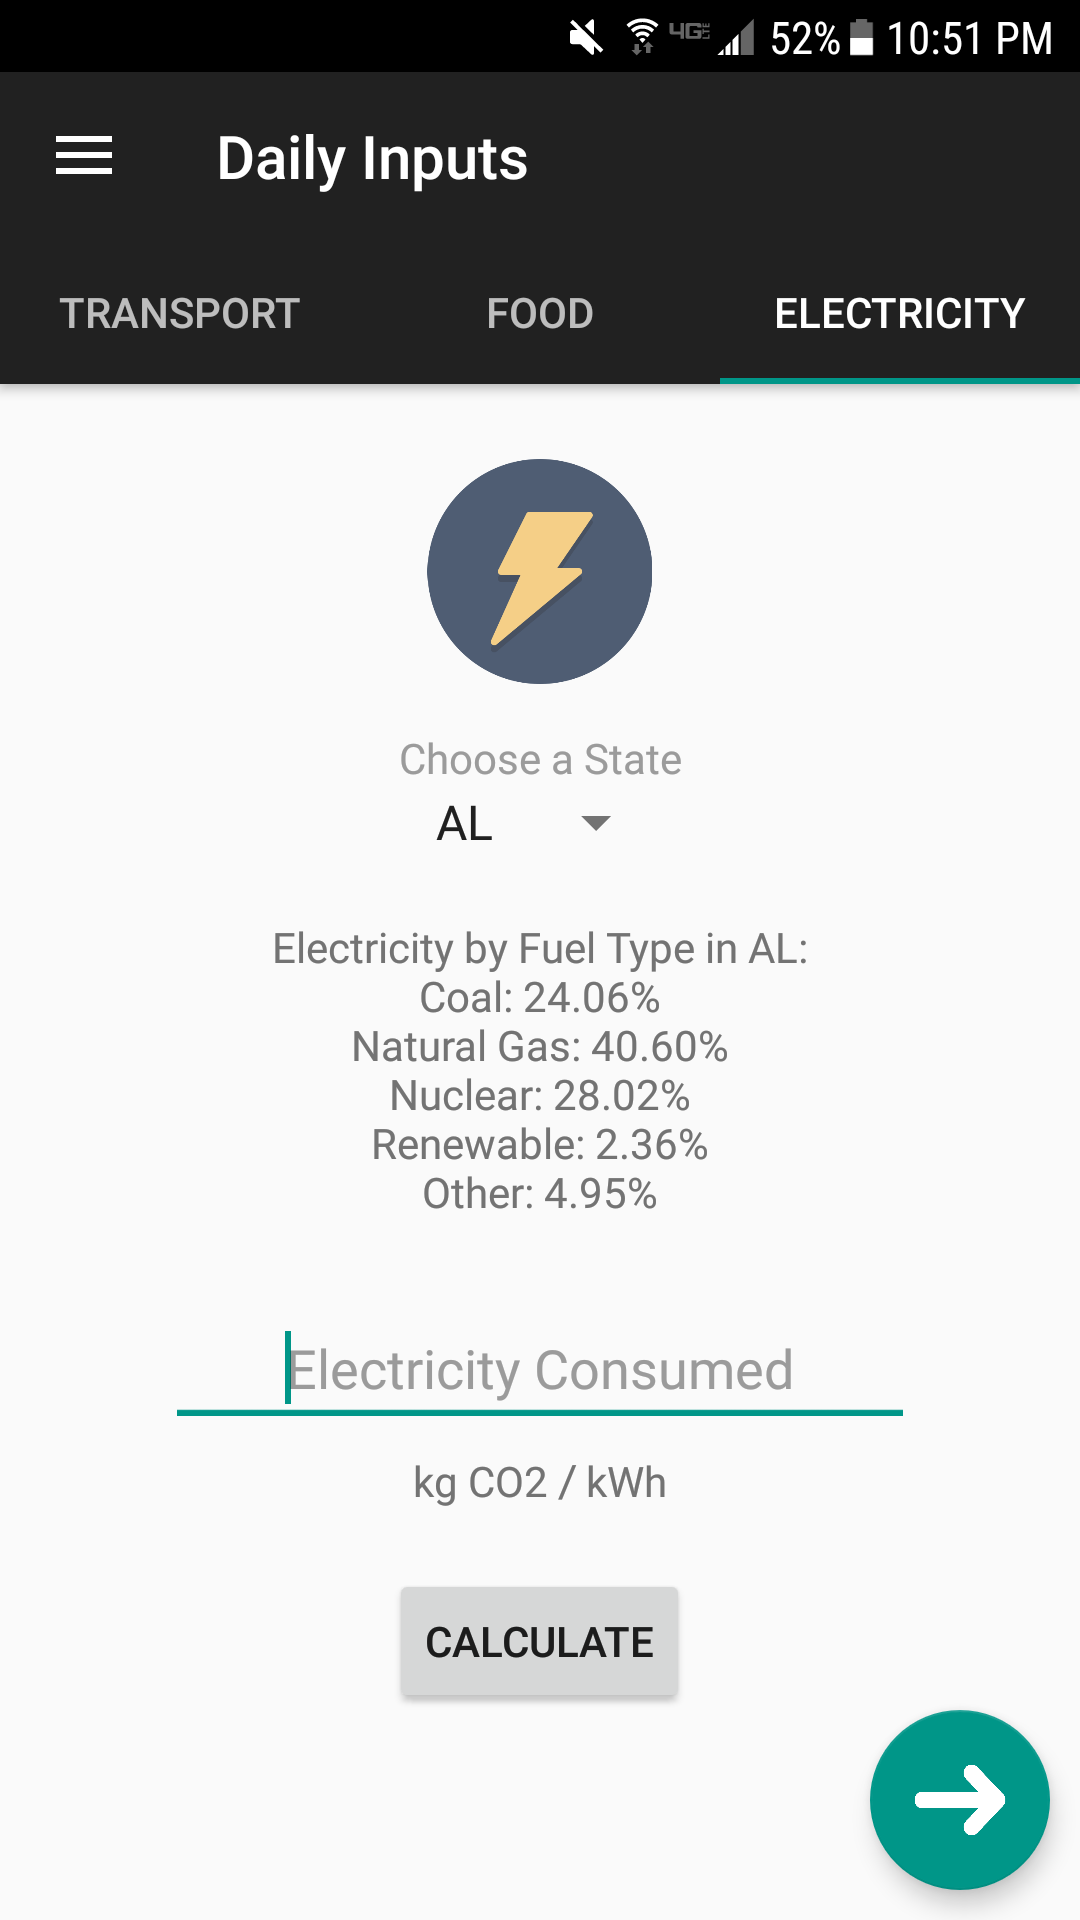 4G LTE 52% 10:51 PM
Daily Inputs
TRANSPORT FOOD ELECTRICITY
Choose a State
AL
Electricity by Fuel Type in AL:
Coal: 24.06%
Natural Gas: 40.60%
Nuclear: 28.02%
Renewable: 2.36%
Other: 4.95%
Electricity Consumed
kg CO2 / kWh
CALCULATE